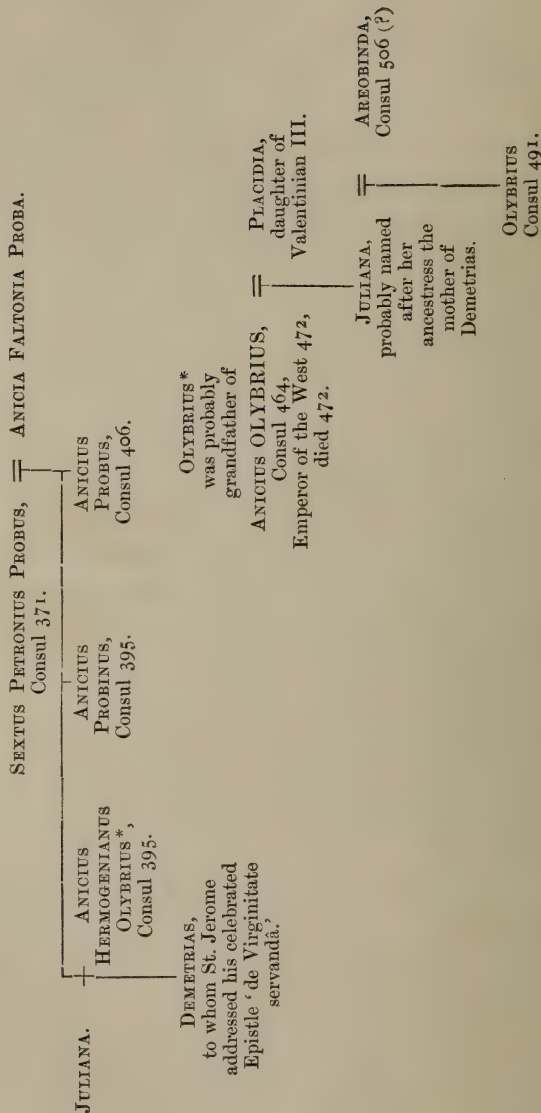 SEXTUS PETRONIUS PROBUS, = ANICIA FALTONIA PROBA.
Consul 371.
JULIANA.
ANICIUS
HERMOGENIANUS
OLYBRIUS*,
Consul 395.
ANICIUS
PROBINUS,
Consul 395.
ANICIUS
PROBUS,
Consul 406.
DEMETRIAS,
to whom St. Jerome
addressed his celebrated
Epistle ‘ de Virginitate
servandâ.’
OLYBRIUS*
was probably
grandfather of
ANICIUS OLYBRIUS,
Consul 464,
Emperor of the West 472,
died 472.
=
PLACIDIA,
daughter of
Valentinian III.
JULIANA,
probably named
after her
ancestress the
mother of
Demetrias.
=
AREOBINDA,
Consul 506 (?)
OLYBRIUS
Consul 491.